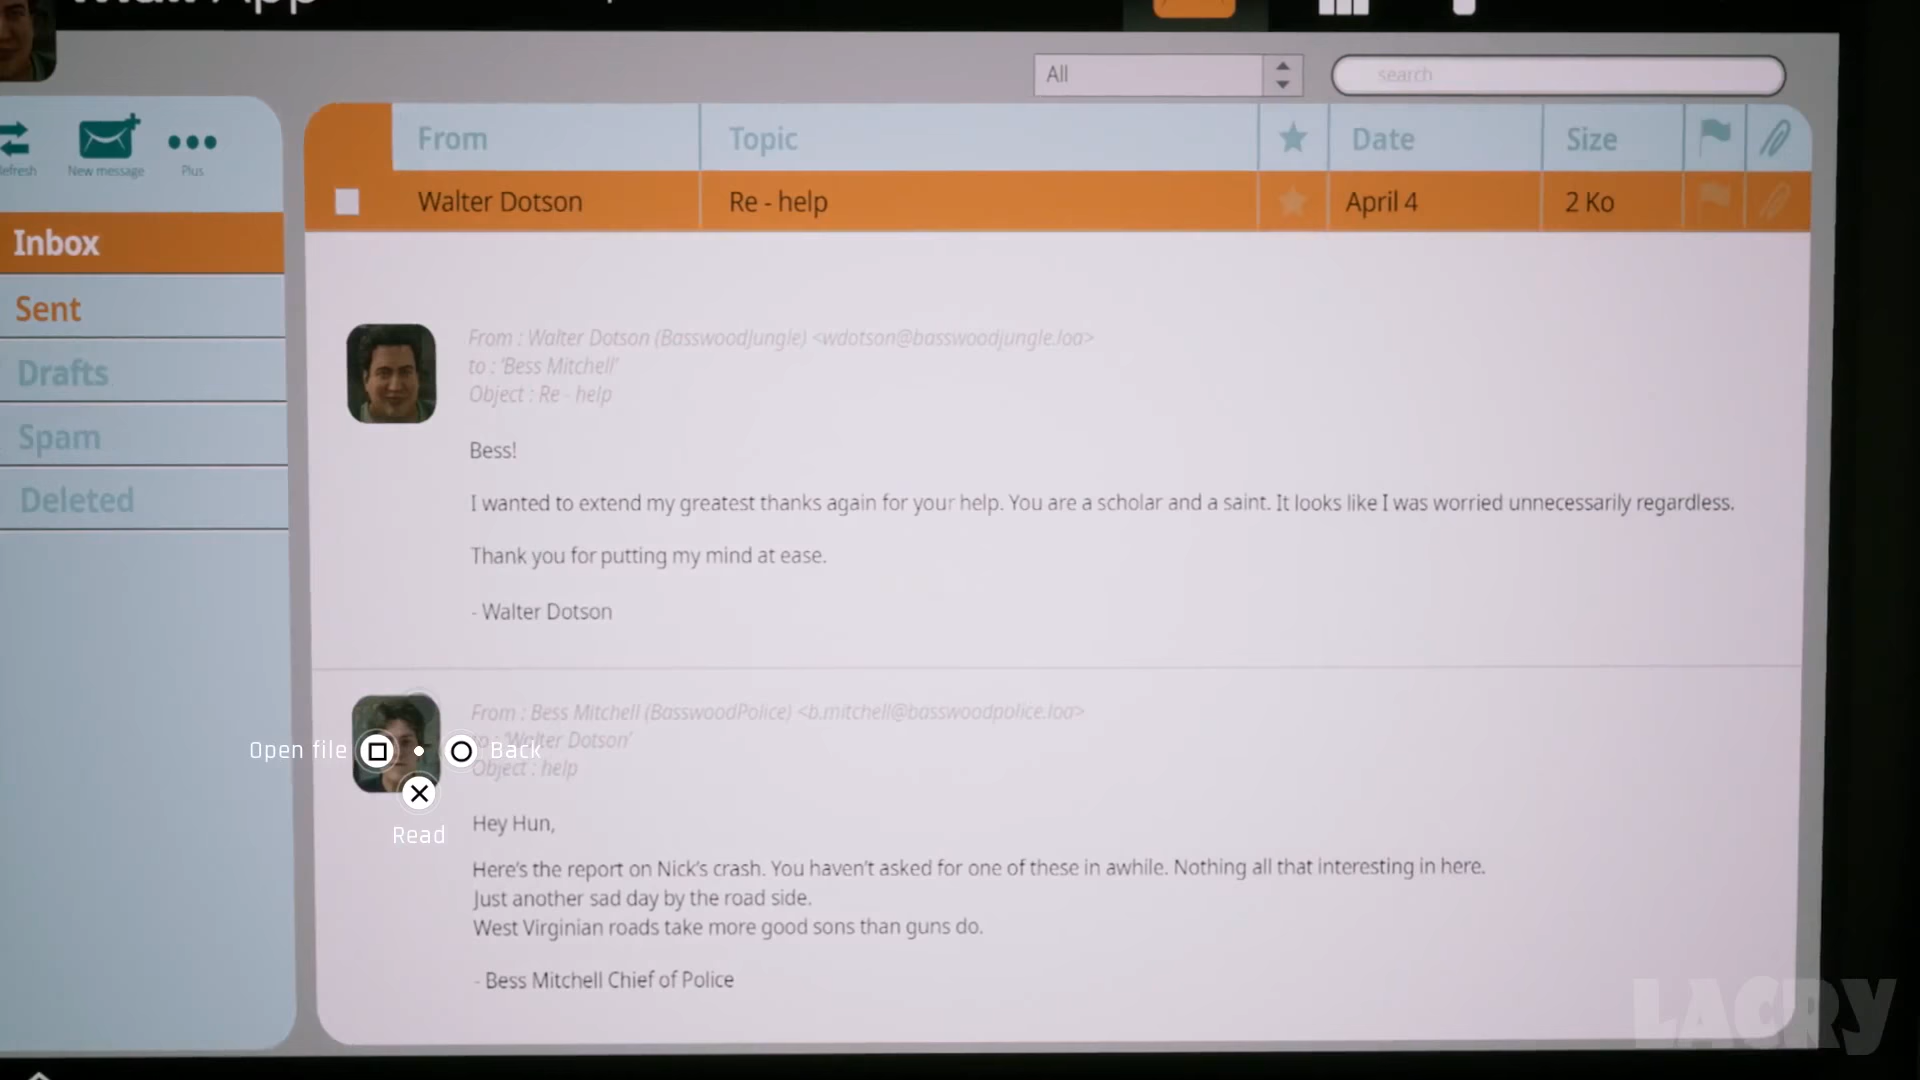 All
search
Refresh
New message
Plus
From
Topic
Date
Size
Walter Dotson
Re - help
April 4
2 Ko
Inbox
Sent
Drafts
Spam
Deleted
From : Walter Dotson (BasswoodJungle) <wdotson@basswoodjungle.loa>
to : 'Bess Mitchell'
Object : Re - help
Bess!
I wanted to extend my greatest thanks again for your help. You are a scholar and a saint. It looks like I was worried unnecessarily regardless.
Thank you for putting my mind at ease.
- Walter Dotson
From : Bess Mitchell (BasswoodPolice) <b.mitchell@basswoodpolice.loa>
to : 'Walter Dotson'
Object : help
Open file
Back
Read
Hey Hun,
Here's the report on Nick's crash. You haven't asked for one of these in awhile. Nothing all that interesting in here.
Just another sad day by the road side.
West Virginian roads take more good sons than guns do.
- Bess Mitchell Chief of Police
LACRY